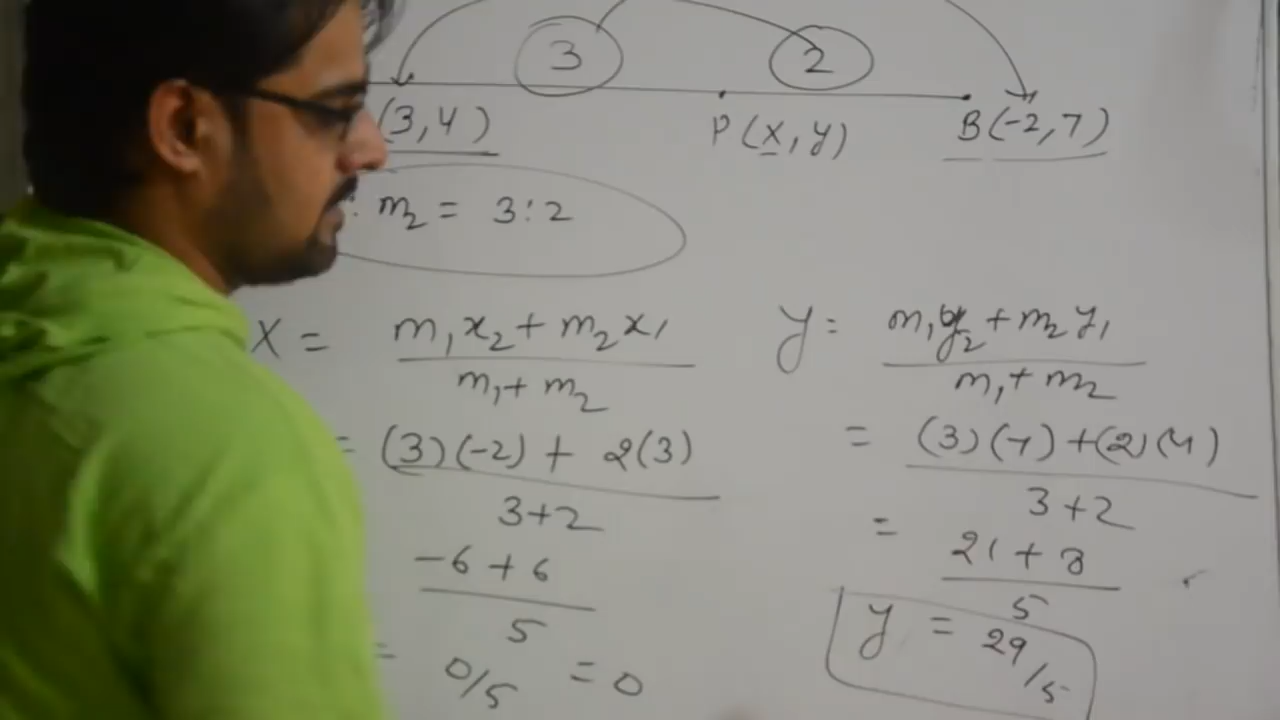 3 2
(3,4) P(x,y) B(-2,7)
: m2 = 3:2
X = m1x2 + m2x1 / m1 + m2
= (3)(-2) + 2(3) / 3+2
-6 + 6 / 5
= 0/5 = 0
y = m1y2 + m2y1 / m1 + m2
= (3)(7) + (2)(4) / 3+2
= 21 + 8 / 5
y = 29/5